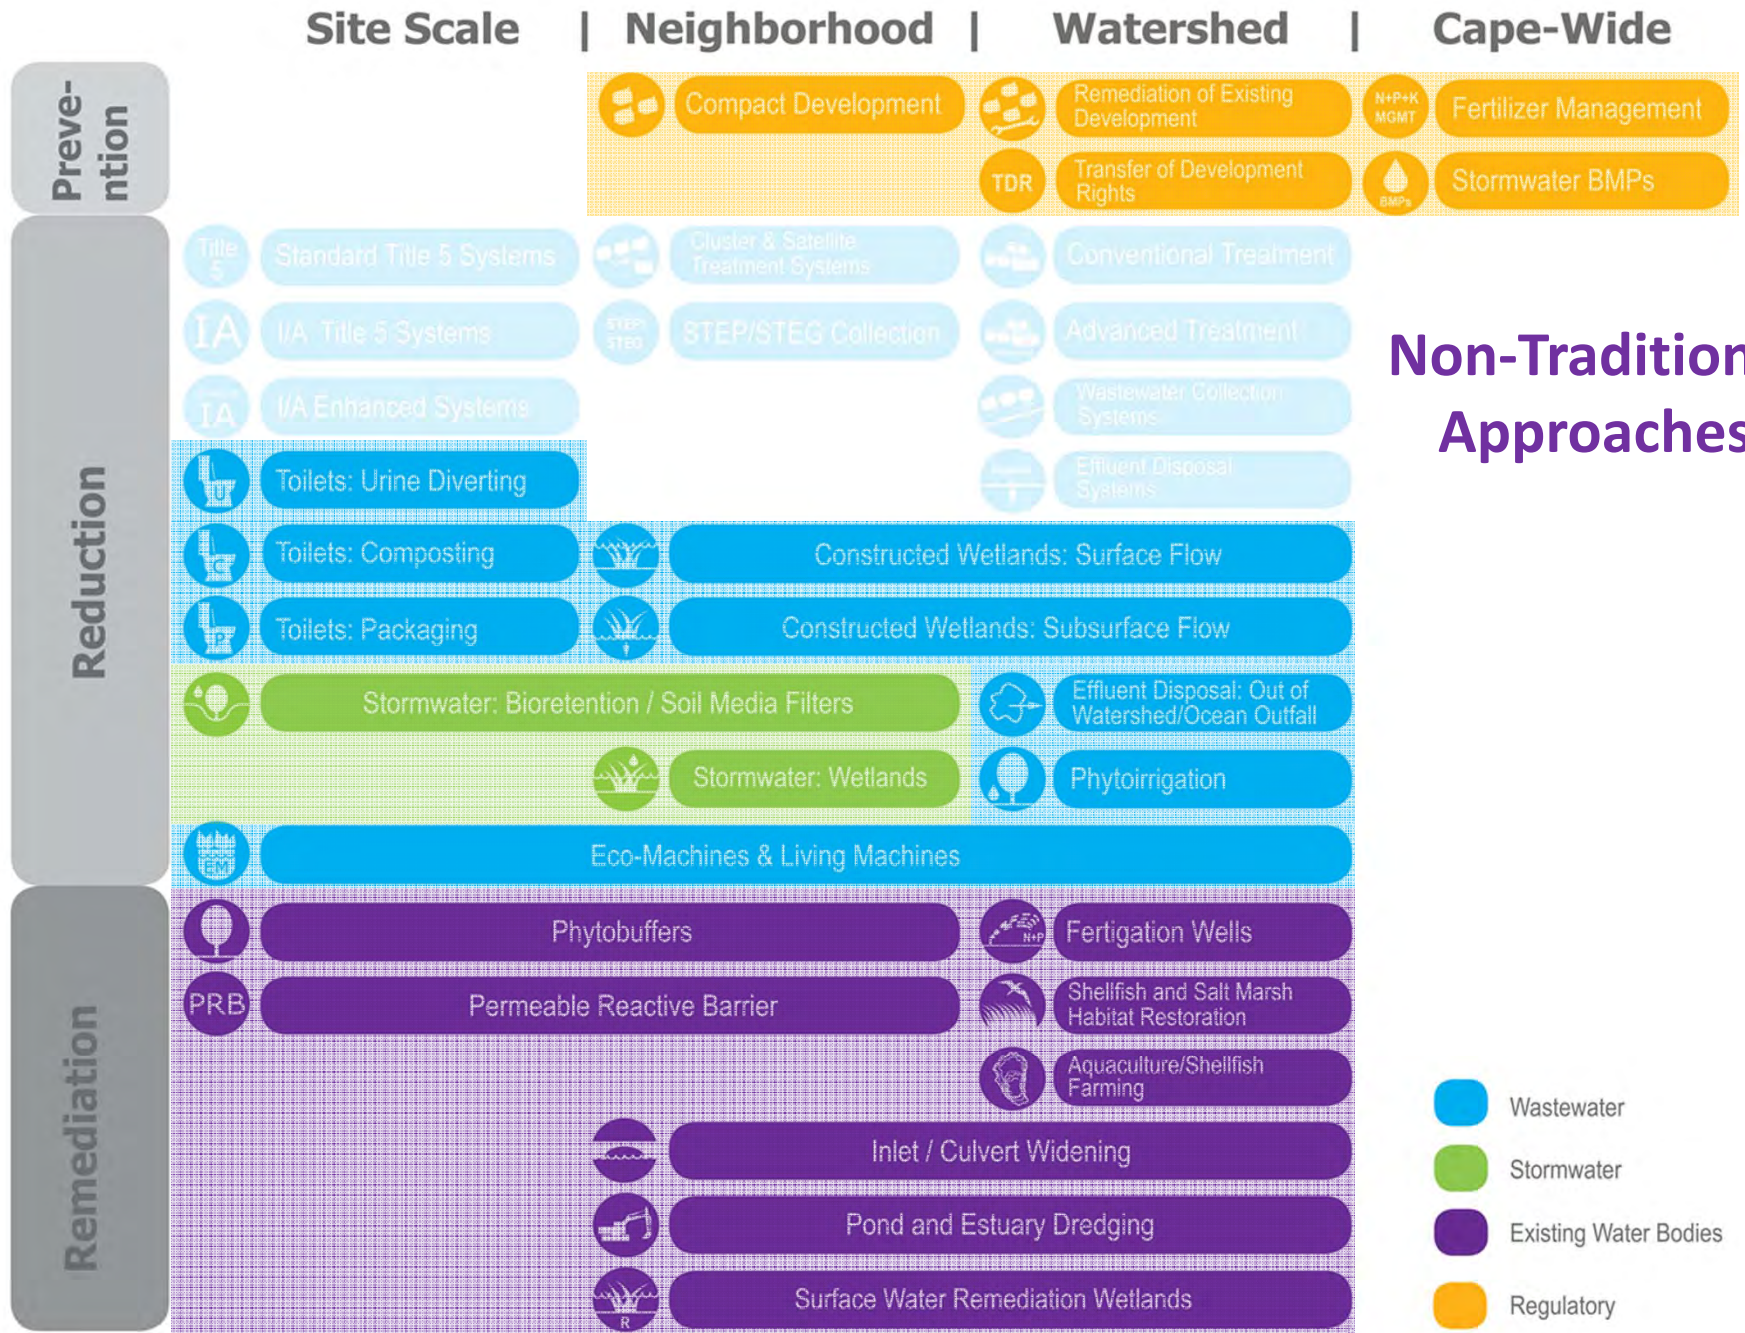 Site Scale | Neighborhood | Watershed | Cape-Wide
Preve-
ntion
Compact Development
Remediation of Existing
Development
N+P+K
MGMT
Fertilizer Management
TDR
Transfer of Development
Rights
BMPs
Stormwater BMPs
Reduction
Title
5
Standard Title 5 Systems
Cluster & Satellite
Treatment Systems
Conventional Treatment
IA
I/A Title 5 Systems
STEP/
STEG
STEP/STEG Collection
Advanced Treatment
Non-Tradition
Approaches
IA
I/A Enhanced Systems
Wastewater Collection
Systems
Toilets: Urine Diverting
Effluent Disposal
Systems
Toilets: Composting
Constructed Wetlands: Surface Flow
P
Toilets: Packaging
Constructed Wetlands: Subsurface Flow
Stormwater: Bioretention / Soil Media Filters
Effluent Disposal: Out of
Watershed/Ocean Outfall
Stormwater: Wetlands
Phytoirrigation
EM
Eco-Machines & Living Machines
Remediation
Phytobuffers
N+P
Fertigation Wells
PRB
Permeable Reactive Barrier
Shellfish and Salt Marsh
Habitat Restoration
Aquaculture/Shellfish
Farming
Inlet / Culvert Widening
Pond and Estuary Dredging
R
Surface Water Remediation Wetlands
Wastewater
Stormwater
Existing Water Bodies
Regulatory